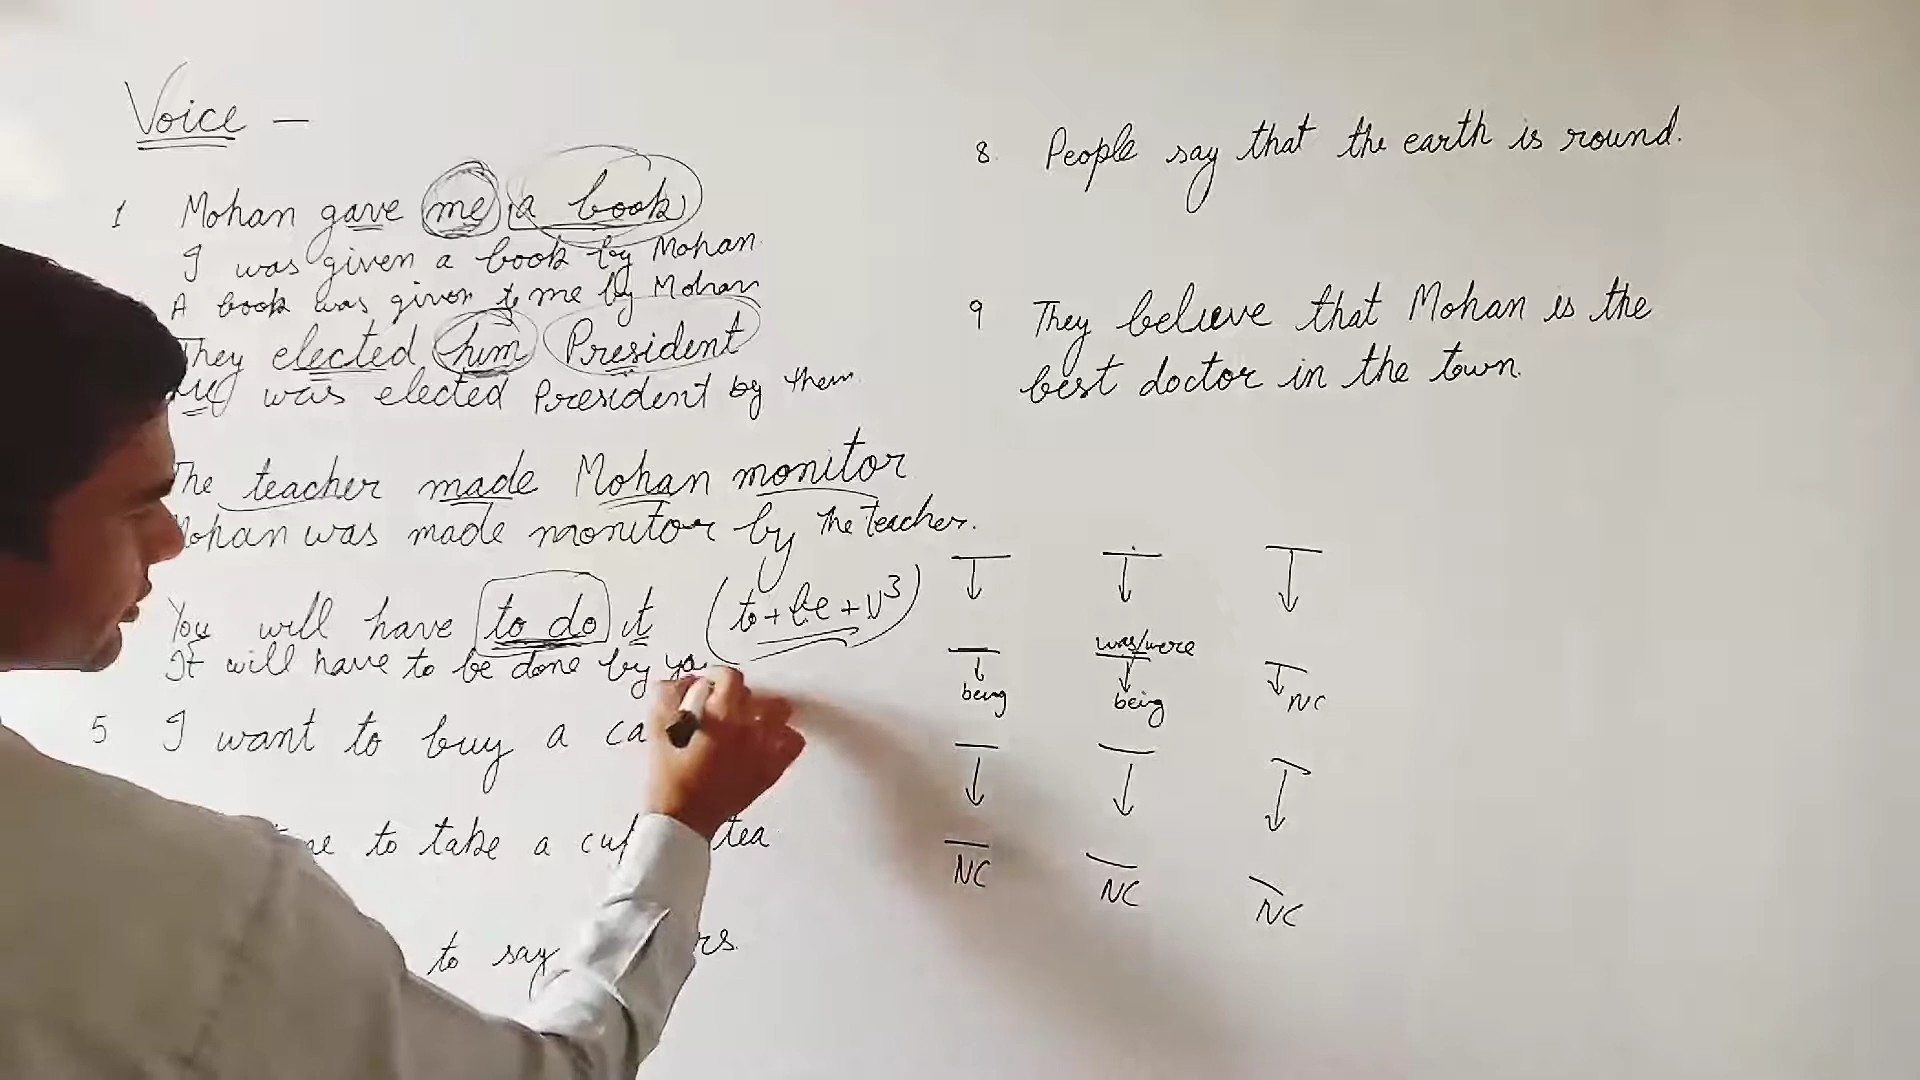 Voice –
1 Mohan gave me a book
I was given a book by Mohan.
A book was given to me by Mohan
They elected him President
He was elected President by them.
The teacher made Mohan monitor
Mohan was made monitor by the teacher.
You will have to do it (to + be + V³)
It will have to be done by
5 I want to buy a
to take a tea
to say
8. People say that the earth is round.
9 They believe that Mohan is the
best doctor in the town.
was/were
being being NC
NC NC NC